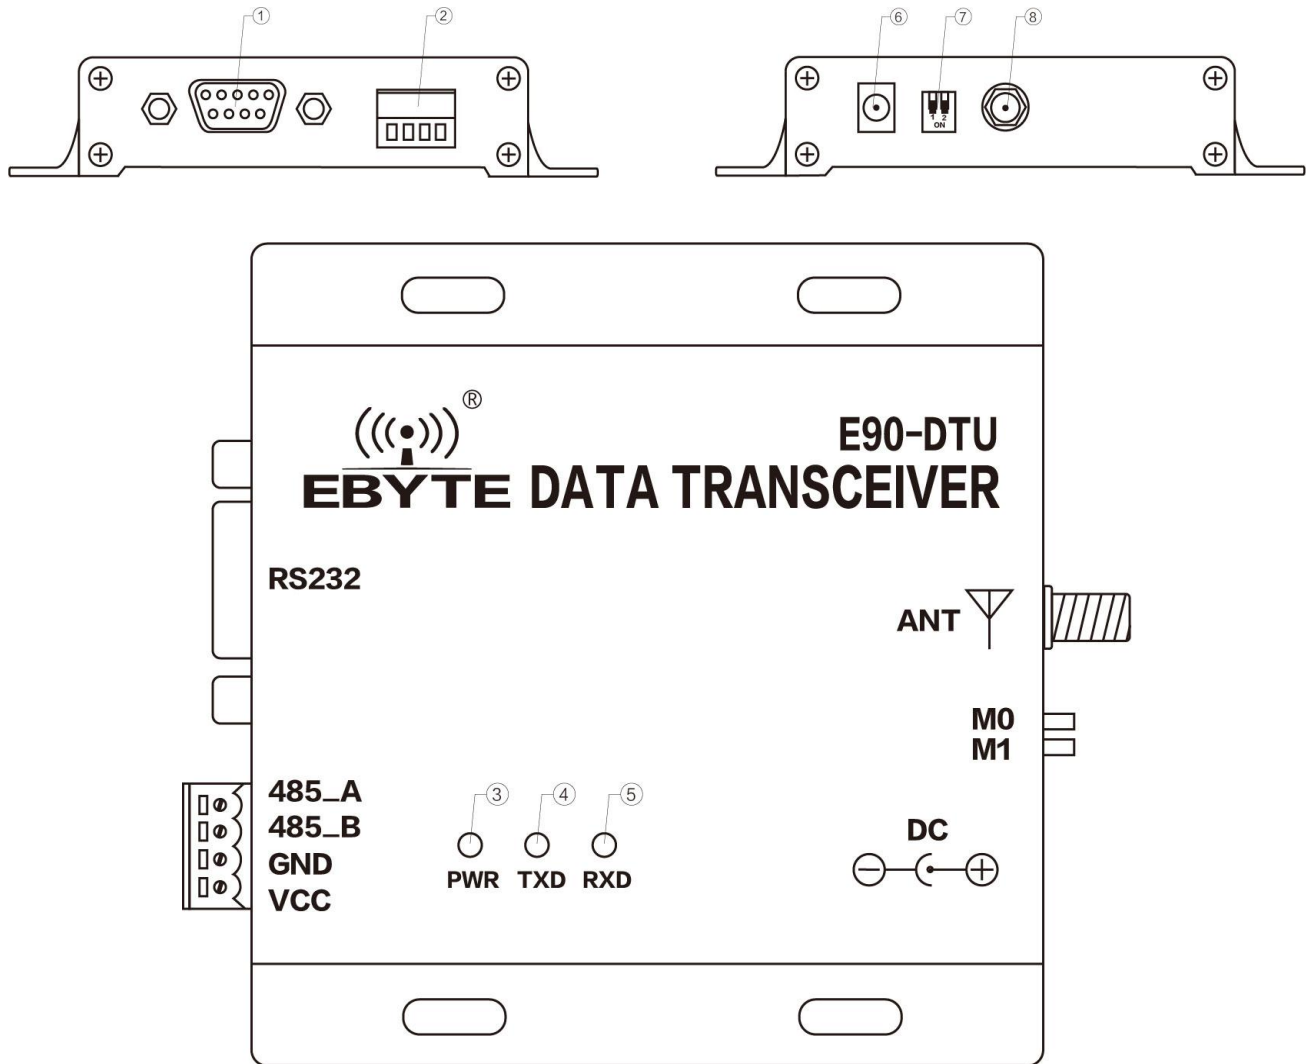 ① ②
⑥ ⑦ ⑧
1 2
ON
®
EBYTE
E90-DTU
DATA TRANSCEIVER
RS232
ANT
M0
M1
485_A
485_B
GND
VCC
③ ④ ⑤
PWR TXD RXD
DC